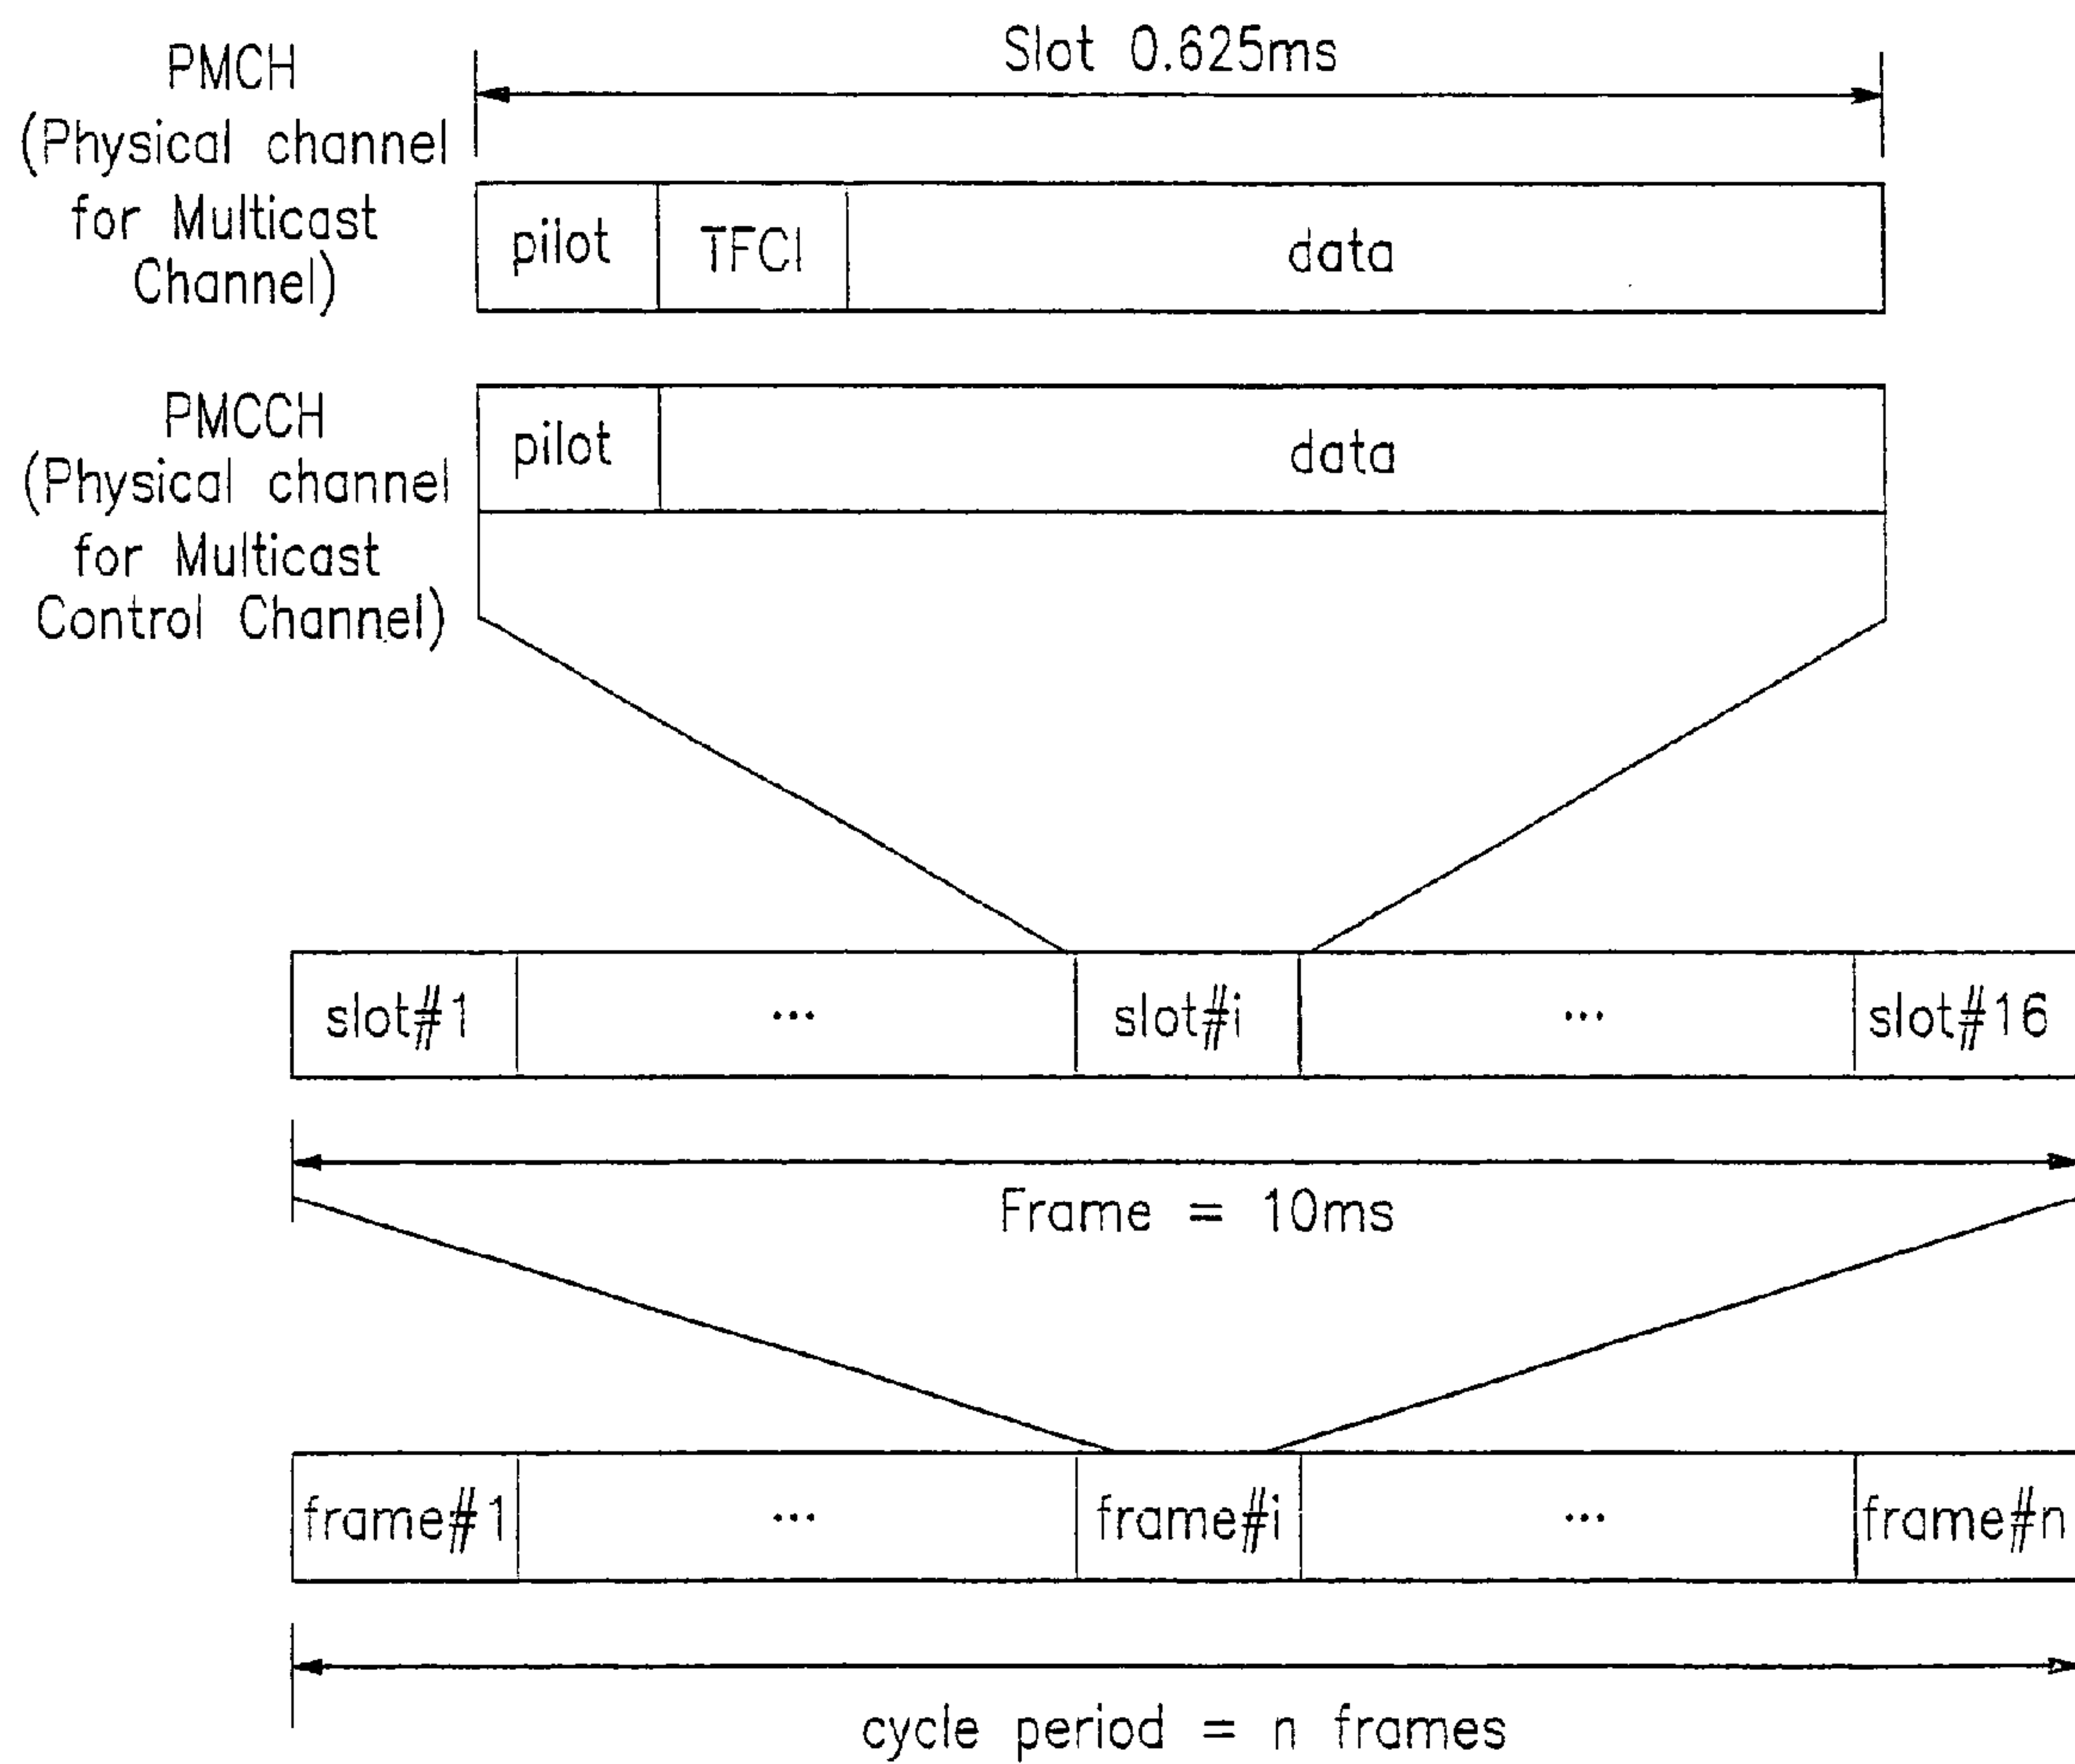 PMCH
(Physical channel
for Multicast
Channel)
Slot 0.625ms
pilot TFCI data
PMCCH
(Physical channel
for Multicast
Control Channel)
pilot data
slot#1 ... slot#i ... slot#16
Frame = 10ms
frame#1 ... frame#i ... frame#n
cycle period = n frames